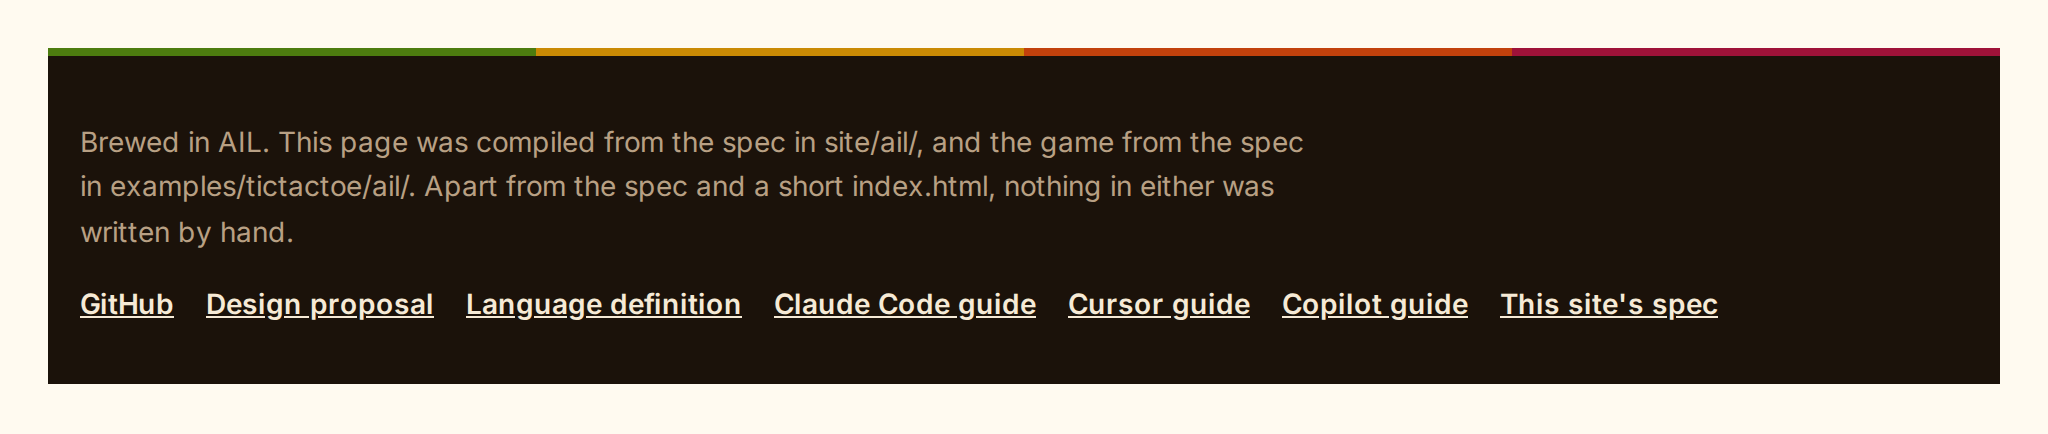 Brewed in AIL. This page was compiled from the spec in site/ail/, and the game from the spec
in examples/tictactoe/ail/. Apart from the spec and a short index.html, nothing in either was
written by hand.
GitHub Design proposal Language definition Claude Code guide Cursor guide Copilot guide This site's spec